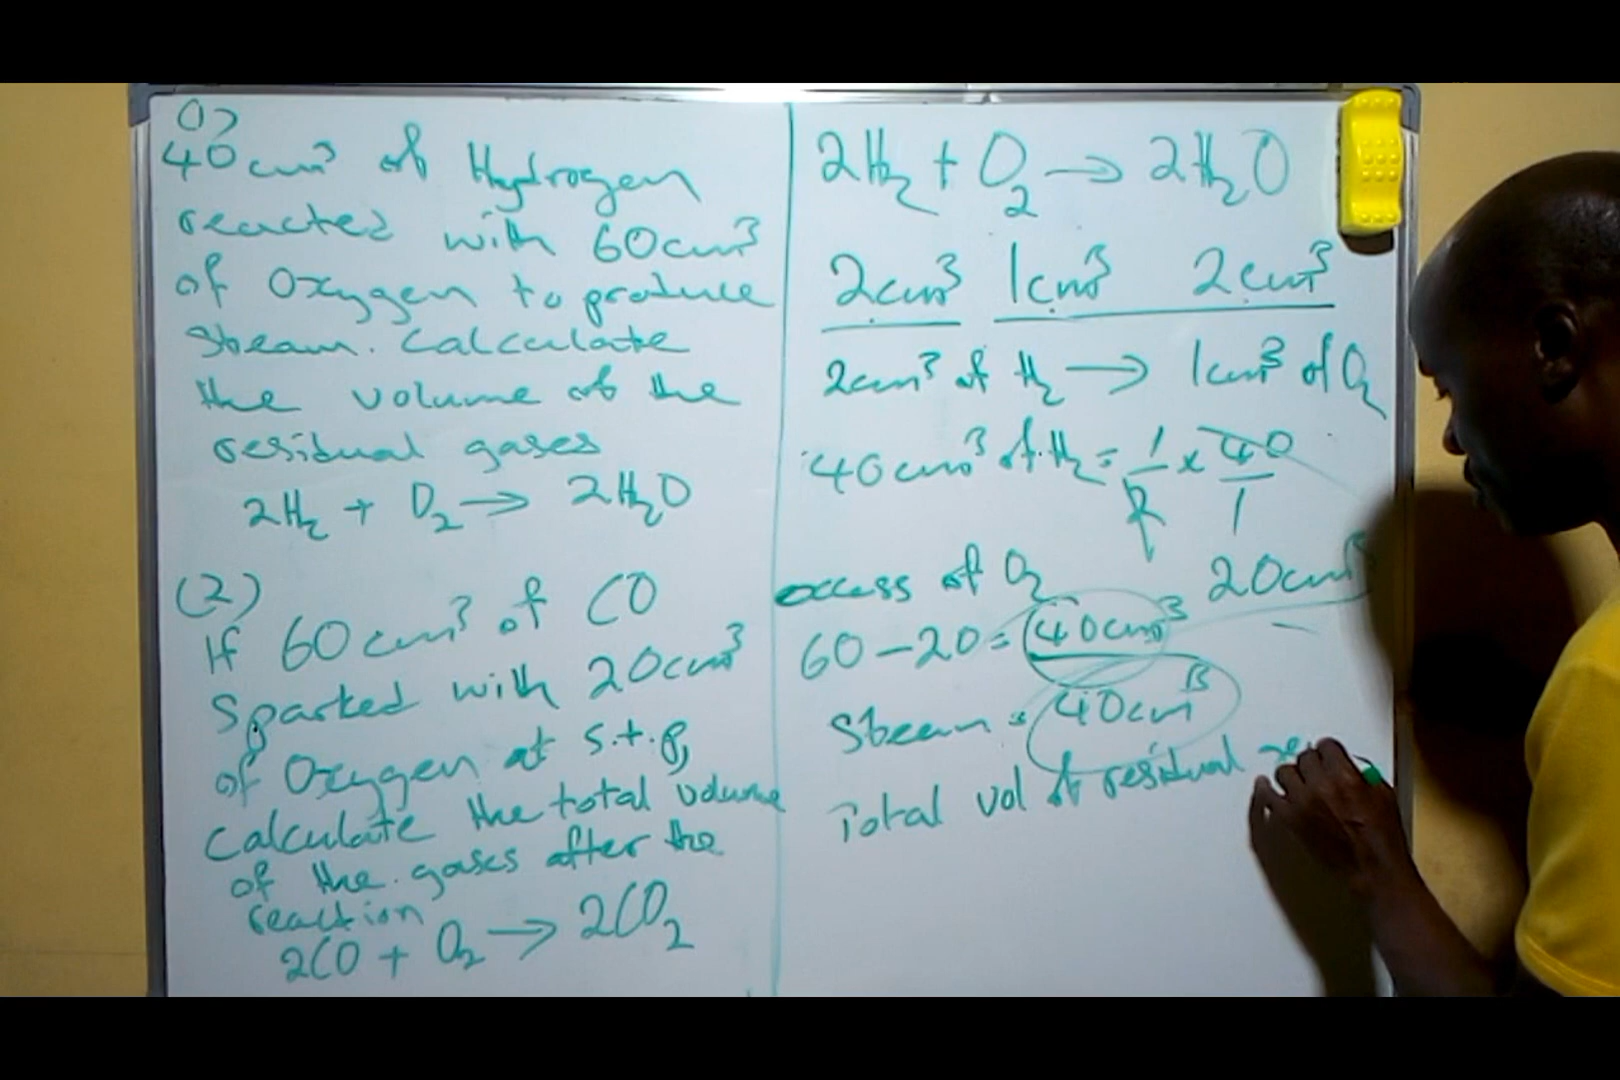 1)
40cm³ of Hydrogen
reacted with 60cm³
of Oxygen to produce
steam. Calculate
the volume of the
residual gases
2H₂ + O₂ → 2H₂O
(2)
If 60cm³ of CO
Sparked with 20cm³
of Oxygen at s.t.p,
Calculate the total volume
of the gases after the
reaction
2CO + O₂ → 2CO₂
2H₂ + O₂ → 2H₂O
2cm³ 1cm³ 2cm³
2cm³ of H₂ → 1cm³ of O₂
40cm³ of H₂ = 1/2 x 40/1
20cm³
excess of O₂
60 - 20 = 40cm³
Steam = 40cm³
Total vol of residual